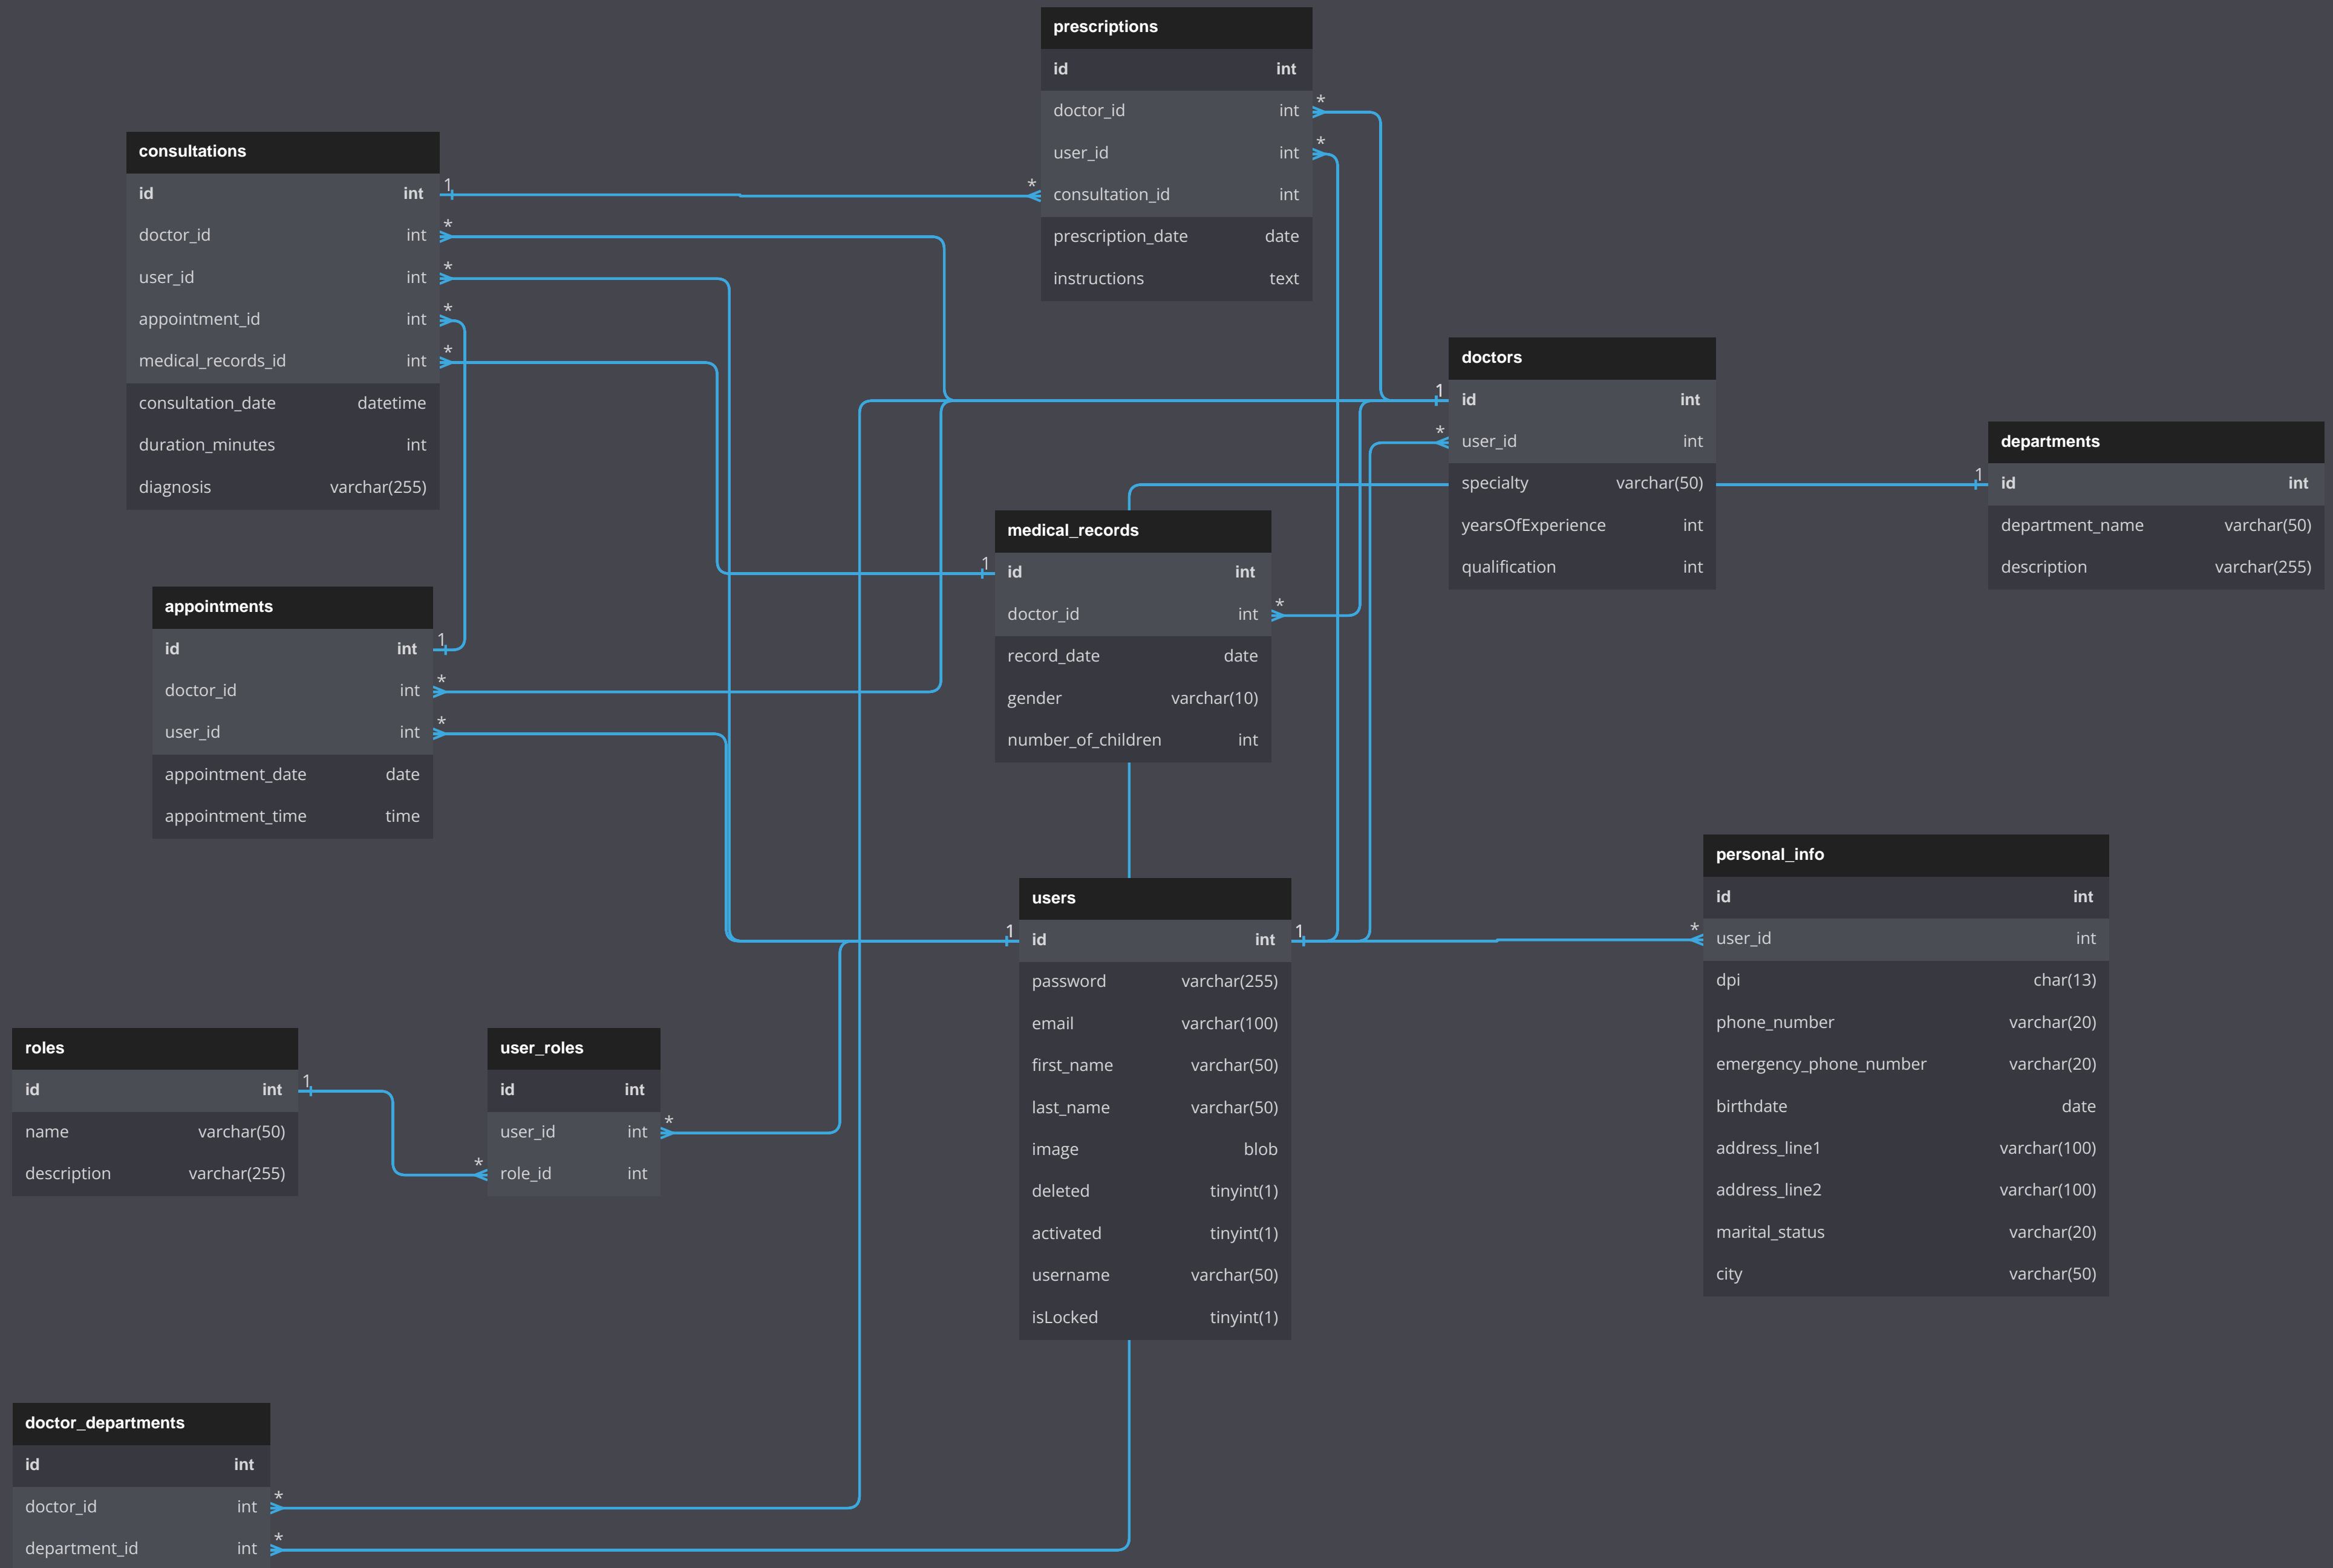 prescriptions
id int
doctor_id int *
user_id int *
* consultation_id int
prescription_date date
instructions text
consultations
id int 1
doctor_id int *
user_id int *
appointment_id int *
medical_records_id int *
consultation_date datetime
duration_minutes int
diagnosis varchar(255)
doctors
1 id int
* user_id int
specialty varchar(50)
yearsOfExperience int
qualification int
departments
1 id int
department_name varchar(50)
description varchar(255)
medical_records
1 id int
doctor_id int *
record_date date
gender varchar(10)
number_of_children int
appointments
id int 1
doctor_id int *
user_id int *
appointment_date date
appointment_time time
personal_info
id int
* user_id int
dpi char(13)
phone_number varchar(20)
emergency_phone_number varchar(20)
birthdate date
address_line1 varchar(100)
address_line2 varchar(100)
marital_status varchar(20)
city varchar(50)
users
1 id int 1
password varchar(255)
email varchar(100)
first_name varchar(50)
last_name varchar(50)
image blob
deleted tinyint(1)
activated tinyint(1)
username varchar(50)
isLocked tinyint(1)
roles
id int 1
name varchar(50)
description varchar(255)
user_roles
id int
user_id int *
* role_id int
doctor_departments
id int
doctor_id int *
department_id int *